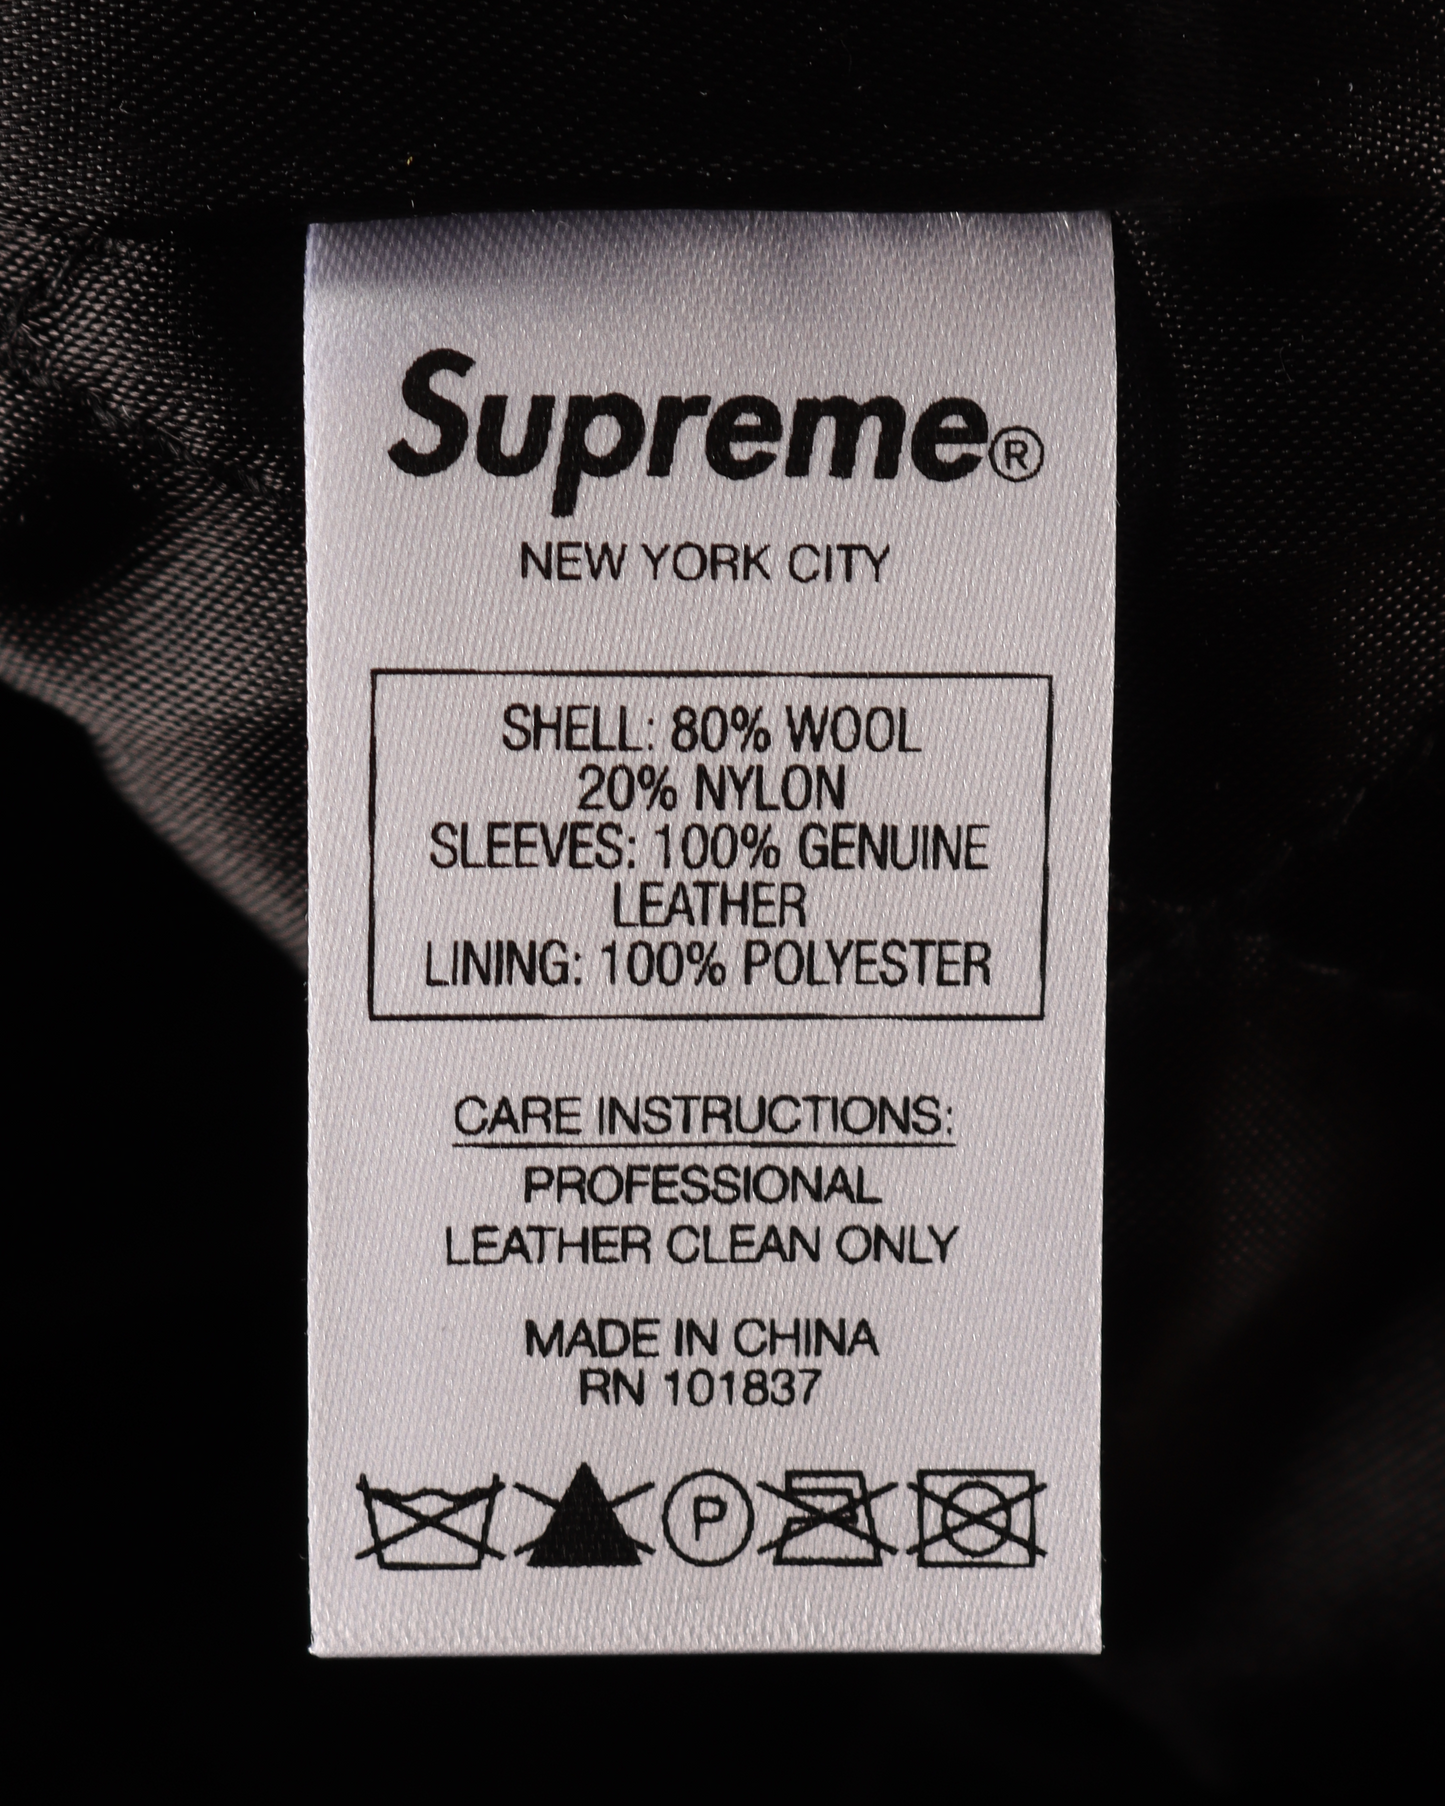 Supreme®
NEW YORK CITY
SHELL: 80% WOOL
20% NYLON
SLEEVES: 100% GENUINE
LEATHER
LINING: 100% POLYESTER
CARE INSTRUCTIONS:
PROFESSIONAL
LEATHER CLEAN ONLY
MADE IN CHINA
RN 101837
P